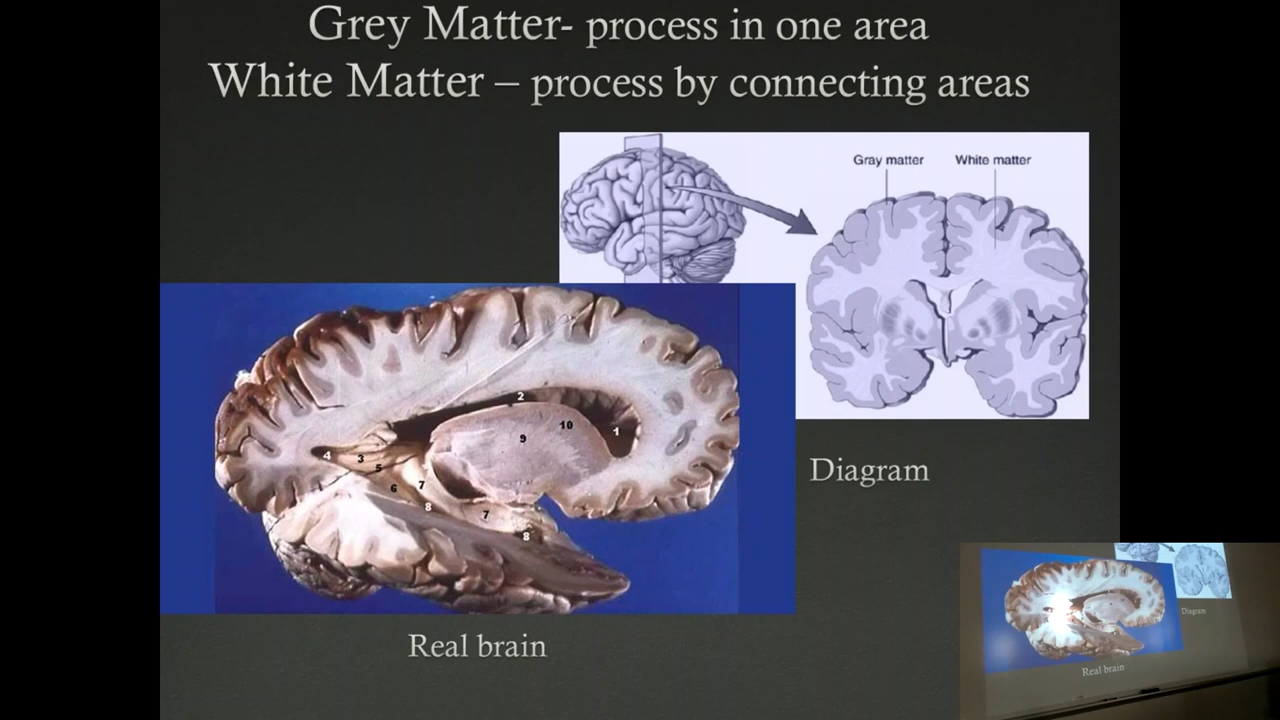 Grey Matter- process in one area
White Matter – process by connecting areas
Gray matter White matter
2
10
9
1
4
3
5
6
7
8
7
8
Diagram
Real brain
Diagram
Real brain